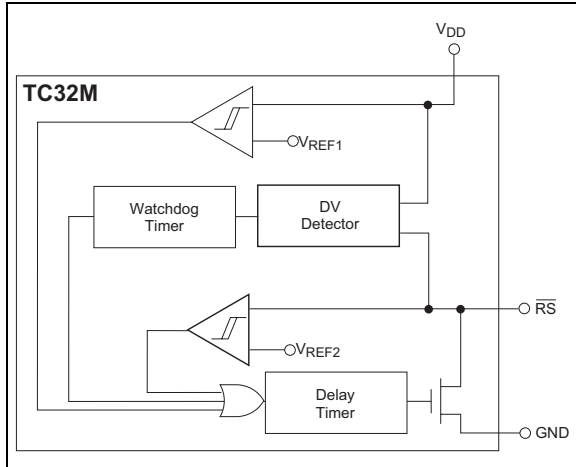 VDD
TC32M
VREF1
Watchdog
Timer
DV
Detector
RS
VREF2
Delay
Timer
GND